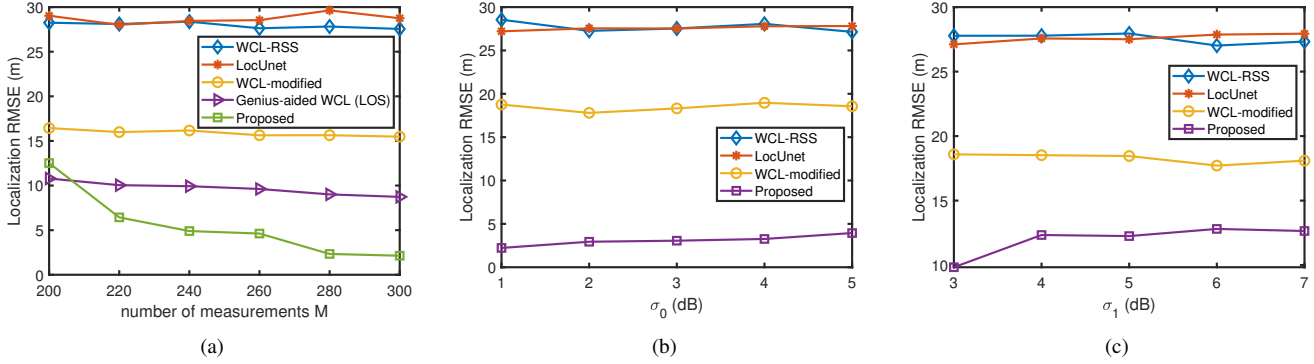 30
25
20
15
10
5
0
Localization RMSE (m)
WCL-RSS
LocUnet
WCL-modified
Genius-aided WCL (LOS)
Proposed
200 220 240 260 280 300
number of measurements M
(a)
30
25
20
15
10
5
0
Localization RMSE (m)
WCL-RSS
LocUnet
WCL-modified
Proposed
1 2 3 4 5
σ0 (dB)
(b)
30
25
20
15
10
Localization RMSE (m)
WCL-RSS
LocUnet
WCL-modified
Proposed
3 4 5 6 7
σ1 (dB)
(c)